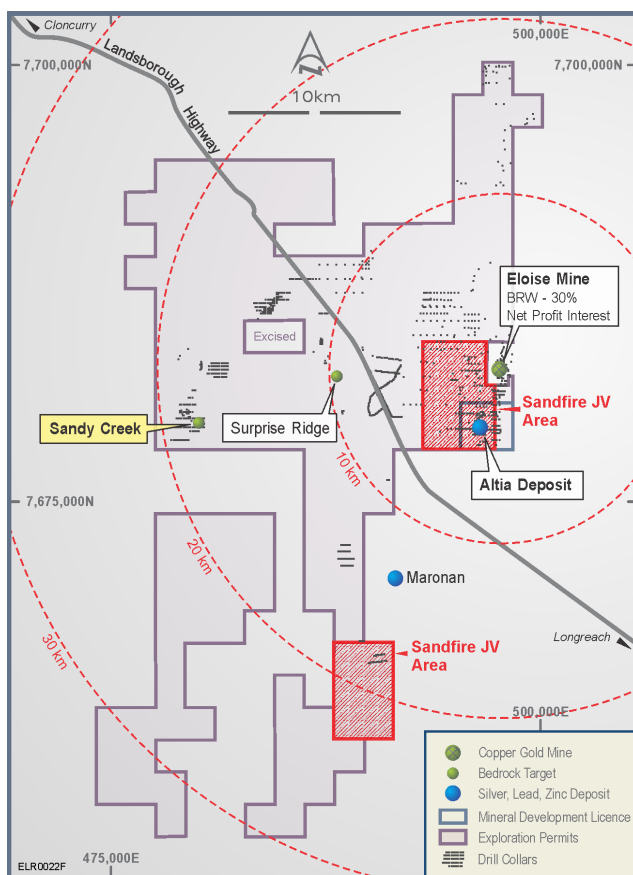 Cloncurry
500,000E
7,700,000N
7,700,000N
Landsborough
Highway
N
10km
Eloise Mine
BRW - 30%
Net Profit Interest
Excised
Sandfire JV
Area
Sandy Creek
Surprise Ridge
Altia Deposit
10 km
7,675,000N
20 km
Maronan
30 km
Longreach
Sandfire JV
Area
500,000E
Copper Gold Mine
Bedrock Target
Silver, Lead, Zinc Deposit
Mineral Development Licence
Exploration Permits
Drill Collars
ELR0022F
475,000E